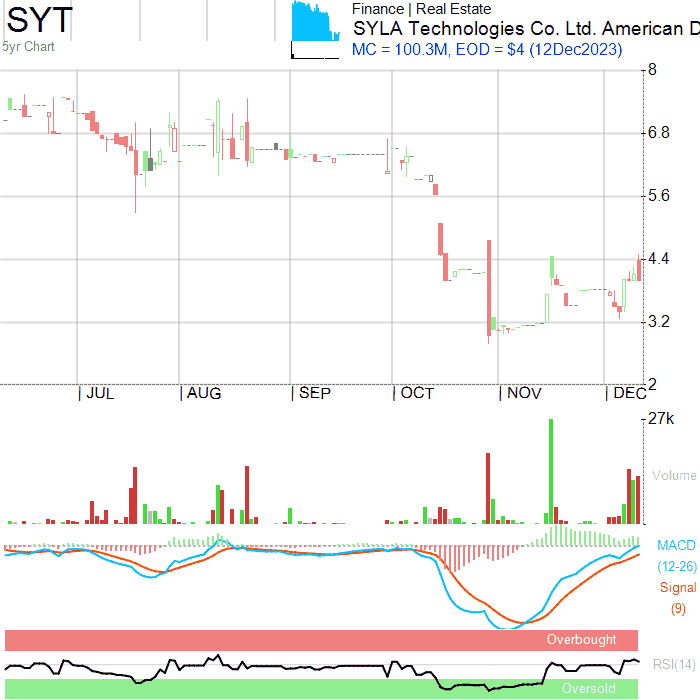 SYT
5yr Chart
Finance | Real Estate
SYLA Technologies Co. Ltd. American D
MC = 100.3M, EOD = $4 (12Dec2023)
8
6.8
5.6
4.4
3.2
2
| JUL | AUG | SEP | OCT | NOV | DEC
27k
Volume
MACD
(12-26)
Signal
(9)
Overbought
RSI(14)
Oversold